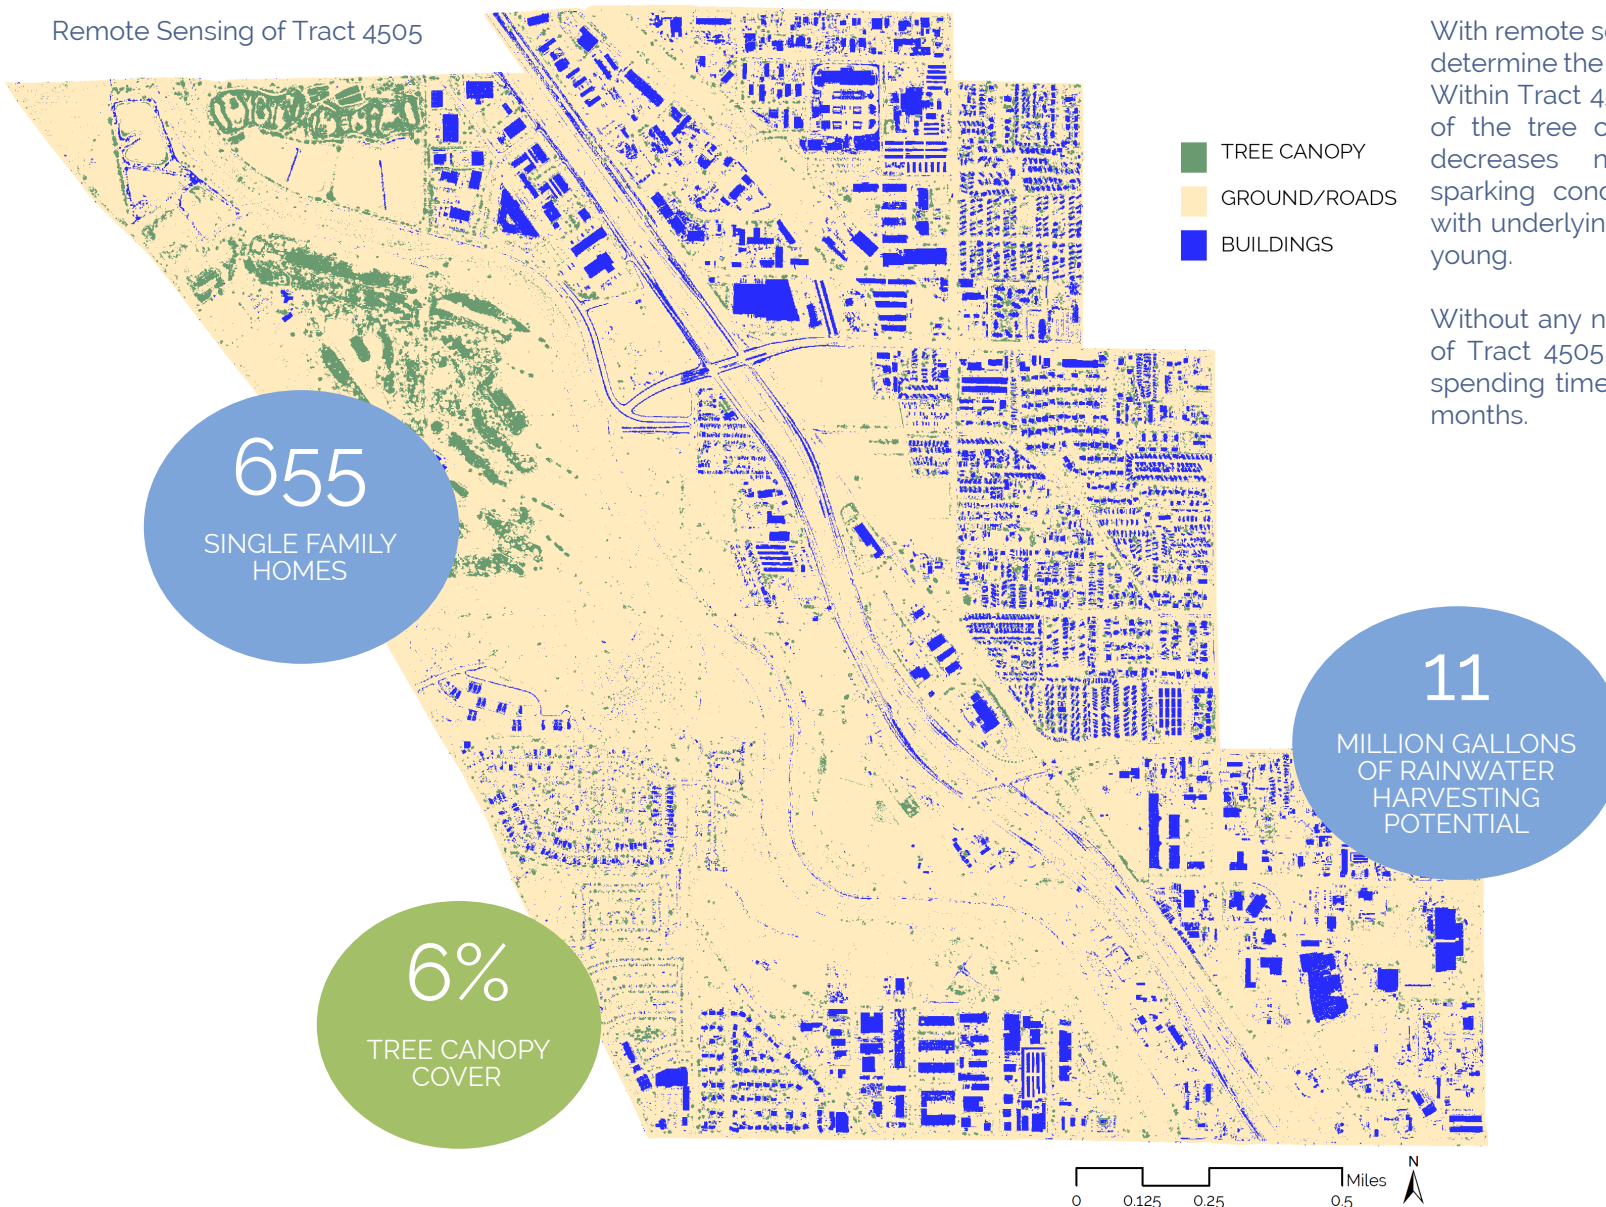 Remote Sensing of Tract 4505
With remote
determine the
Within Tract
of the tree
decreases
sparking
with underlying
young.
Without any
of Tract 4505
spending time
months.
TREE CANOPY
GROUND/ROADS
BUILDINGS
655
SINGLE FAMILY
HOMES
11
MILLION GALLONS
OF RAINWATER
HARVESTING
POTENTIAL
6%
TREE CANOPY
COVER
N
Miles
0 0.125 0.25 0.5